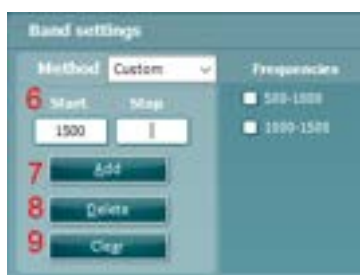 Band settings
Method Custom
Frequencies
6 Start Stop
500-1000
1500
1000-1500
7 Add
8 Delete
9 Clear